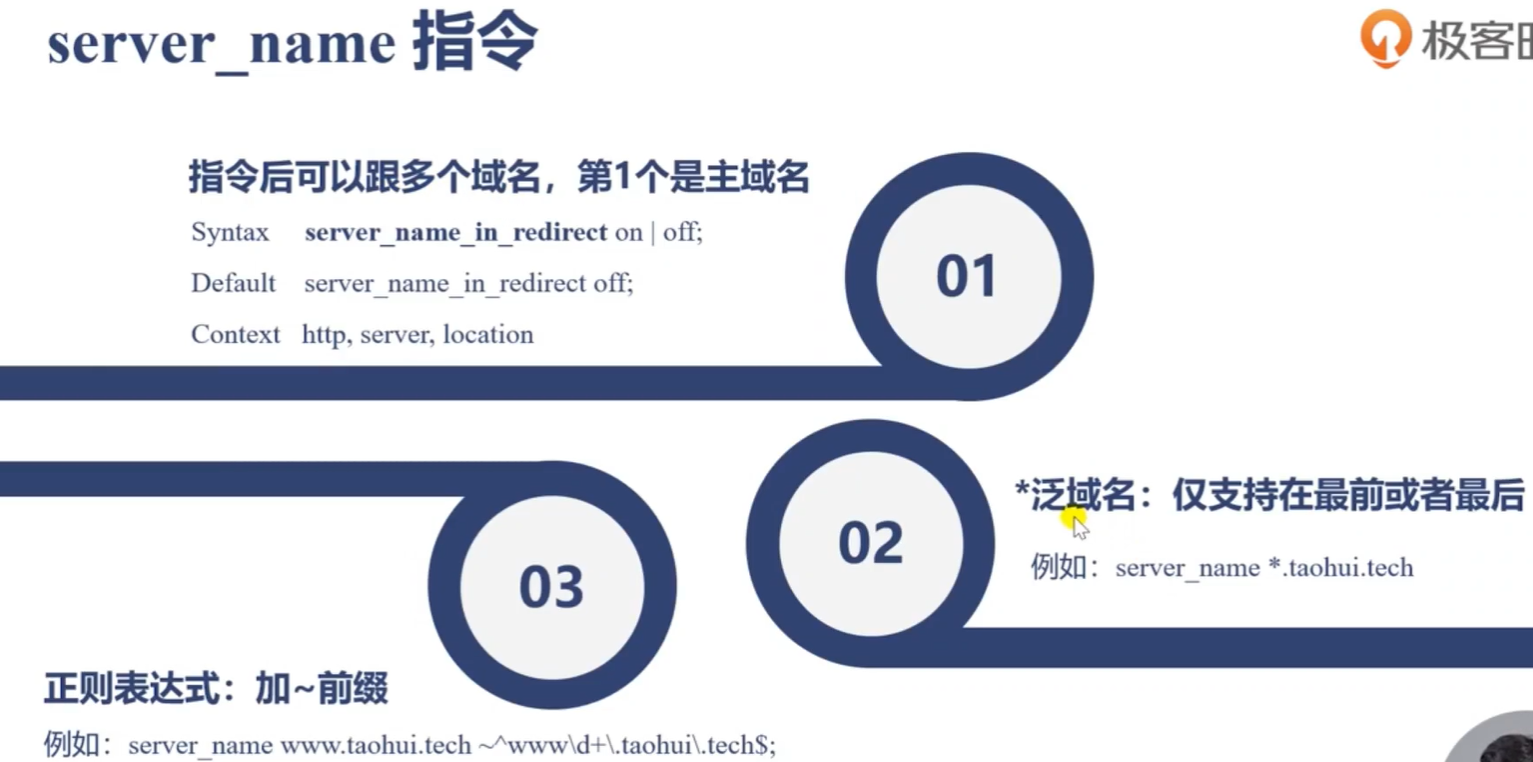 server_name 指令
极客
指令后可以跟多个域名，第1个是主域名
Syntax server_name_in_redirect on | off;
Default server_name_in_redirect off;
Context http, server, location
01
02
*泛域名：仅支持在最前或者最后
例如：server_name *.taohui.tech
03
正则表达式：加~前缀
例如：server_name www.taohui.tech ~^www\d+\.taohui\.tech$;